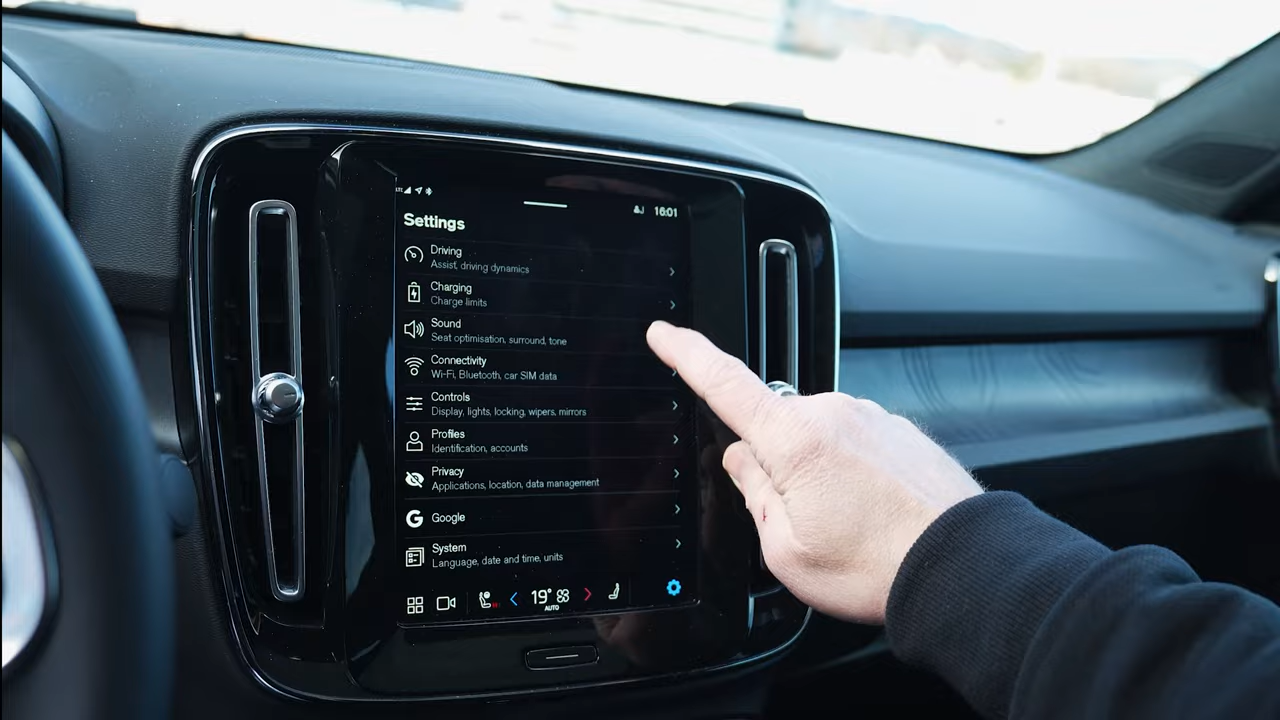 16:01
Settings
Driving
Assist, driving dynamics
Charging
Charge limits
Sound
Seat optimisation, surround, tone
Connectivity
Wi-Fi, Bluetooth, car SIM data
Controls
Display, lights, locking, wipers, mirrors
Profiles
Identification, accounts
Privacy
Applications, location, data management
Google
System
Language, date and time, units
19°
AUTO